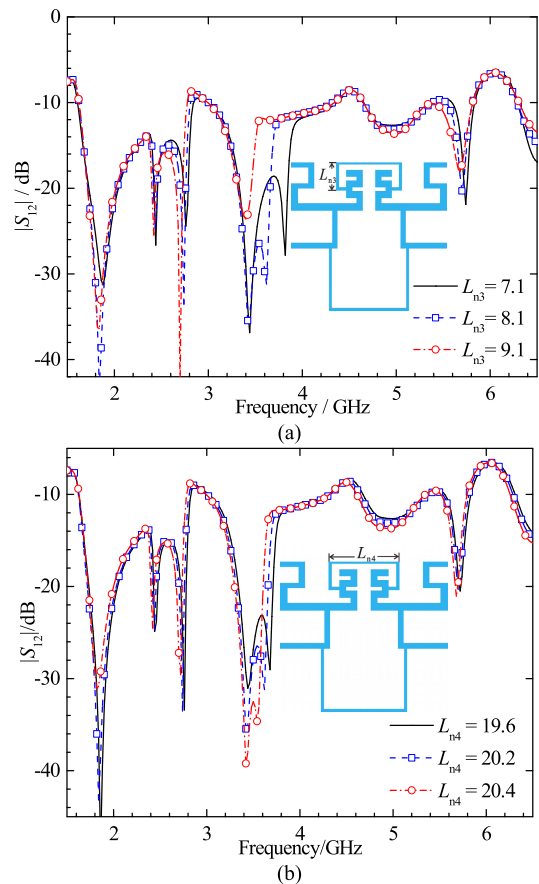 0
-10
-20
-30
-40
|S₁₂| / dB
Lₙ₃
Lₙ₃ = 7.1
Lₙ₃ = 8.1
Lₙ₃ = 9.1
2 3 4 5 6
Frequency / GHz
(a)
-10
-20
-30
-40
|S₁₂|/dB
Lₙ₄
Lₙ₄ = 19.6
Lₙ₄ = 20.2
Lₙ₄ = 20.4
2 3 4 5 6
Frequency/GHz
(b)